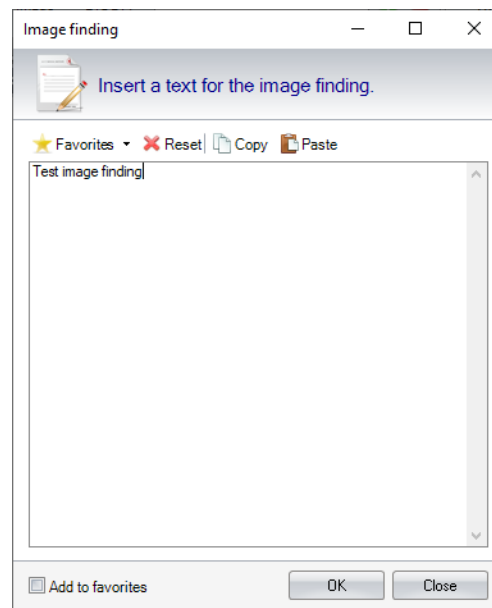 Image finding
Insert a text for the image finding.
Favorites Reset Copy Paste
Test image finding
Add to favorites OK Close